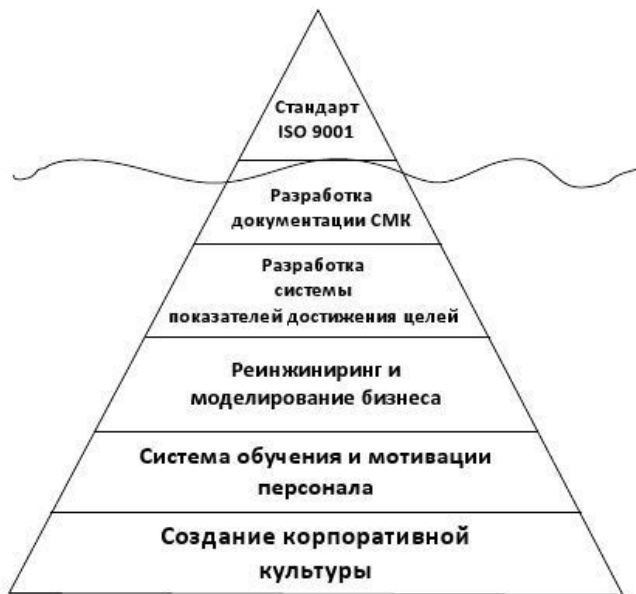 Стандарт
ISO 9001
Разработка
документации СМК
Разработка
системы
показателей достижения целей
Реинжиниринг и
моделирование бизнеса
Система обучения и мотивации
персонала
Создание корпоративной
культуры